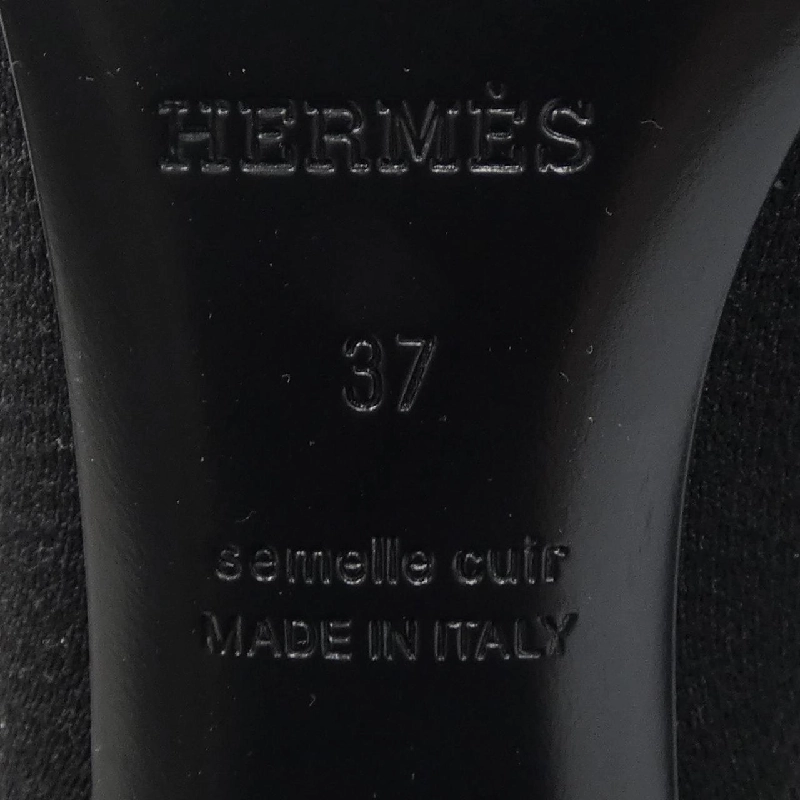 HERMÈS
37
semelle cuir
MADE IN ITALY